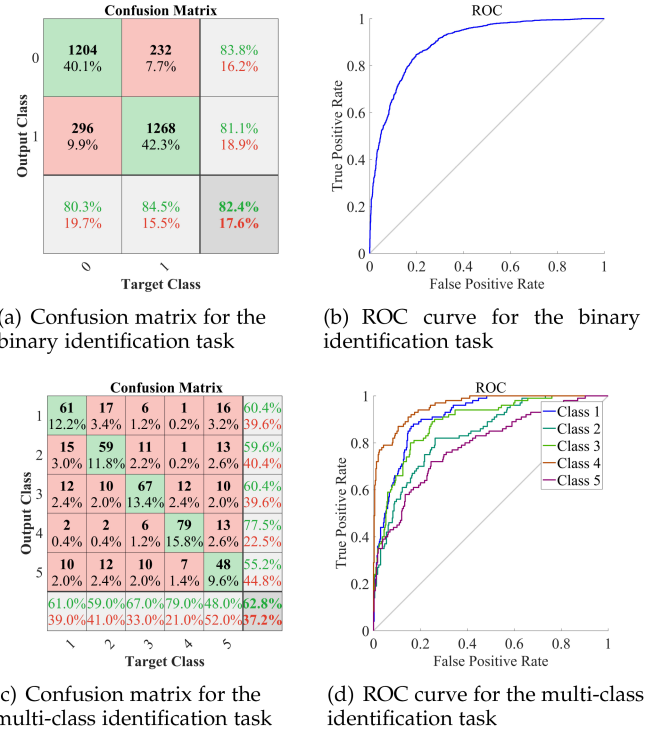 Confusion Matrix
1204 232 83.8%
0
40.1% 7.7% 16.2%
296 1268 81.1%
1
9.9% 42.3% 18.9%
80.3% 84.5% 82.4%
19.7% 15.5% 17.6%
0 1
Target Class
Output Class
ROC
1
0.8
0.6
0.4
0.2
0
0 0.2 0.4 0.6 0.8 1
False Positive Rate
True Positive Rate
(a) Confusion matrix for the
binary identification task
(b) ROC curve for the binary
identification task
Confusion Matrix
61 17 6 1 16 60.4%
1
12.2% 3.4% 1.2% 0.2% 3.2% 39.6%
15 59 11 1 13 59.6%
2
3.0% 11.8% 2.2% 0.2% 2.6% 40.4%
12 10 67 12 10 60.4%
3
2.4% 2.0% 13.4% 2.4% 2.0% 39.6%
2 2 6 79 13 77.5%
4
0.4% 0.4% 1.2% 15.8% 2.6% 22.5%
10 12 10 7 48 55.2%
5
2.0% 2.4% 2.0% 1.4% 9.6% 44.8%
61.0% 59.0% 67.0% 79.0% 48.0% 62.8%
39.0% 41.0% 33.0% 21.0% 52.0% 37.2%
1 2 3 4 5
Target Class
Output Class
ROC
1
0.8
0.6
0.4
0.2
0
0 0.2 0.4 0.6 0.8 1
False Positive Rate
True Positive Rate
Class 1
Class 2
Class 3
Class 4
Class 5
c) Confusion matrix for the
multi-class identification task
(d) ROC curve for the multi-class
identification task